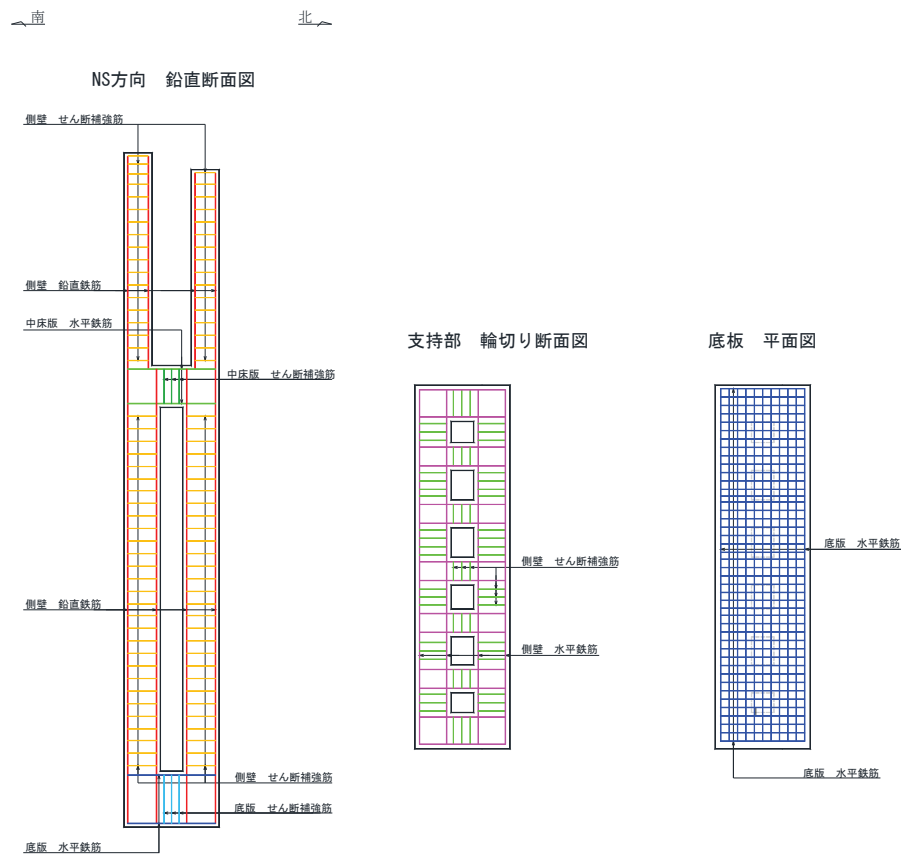 南
北
NS方向　鉛直断面図
側壁　せん断補強筋
側壁　鉛直鉄筋
中床版　水平鉄筋
中床版　せん断補強筋
側壁　鉛直鉄筋
側壁　せん断補強筋
底版　せん断補強筋
底版　水平鉄筋
支持部　輪切り断面図
側壁　せん断補強筋
側壁　水平鉄筋
底板　平面図
底版　水平鉄筋
底版　水平鉄筋